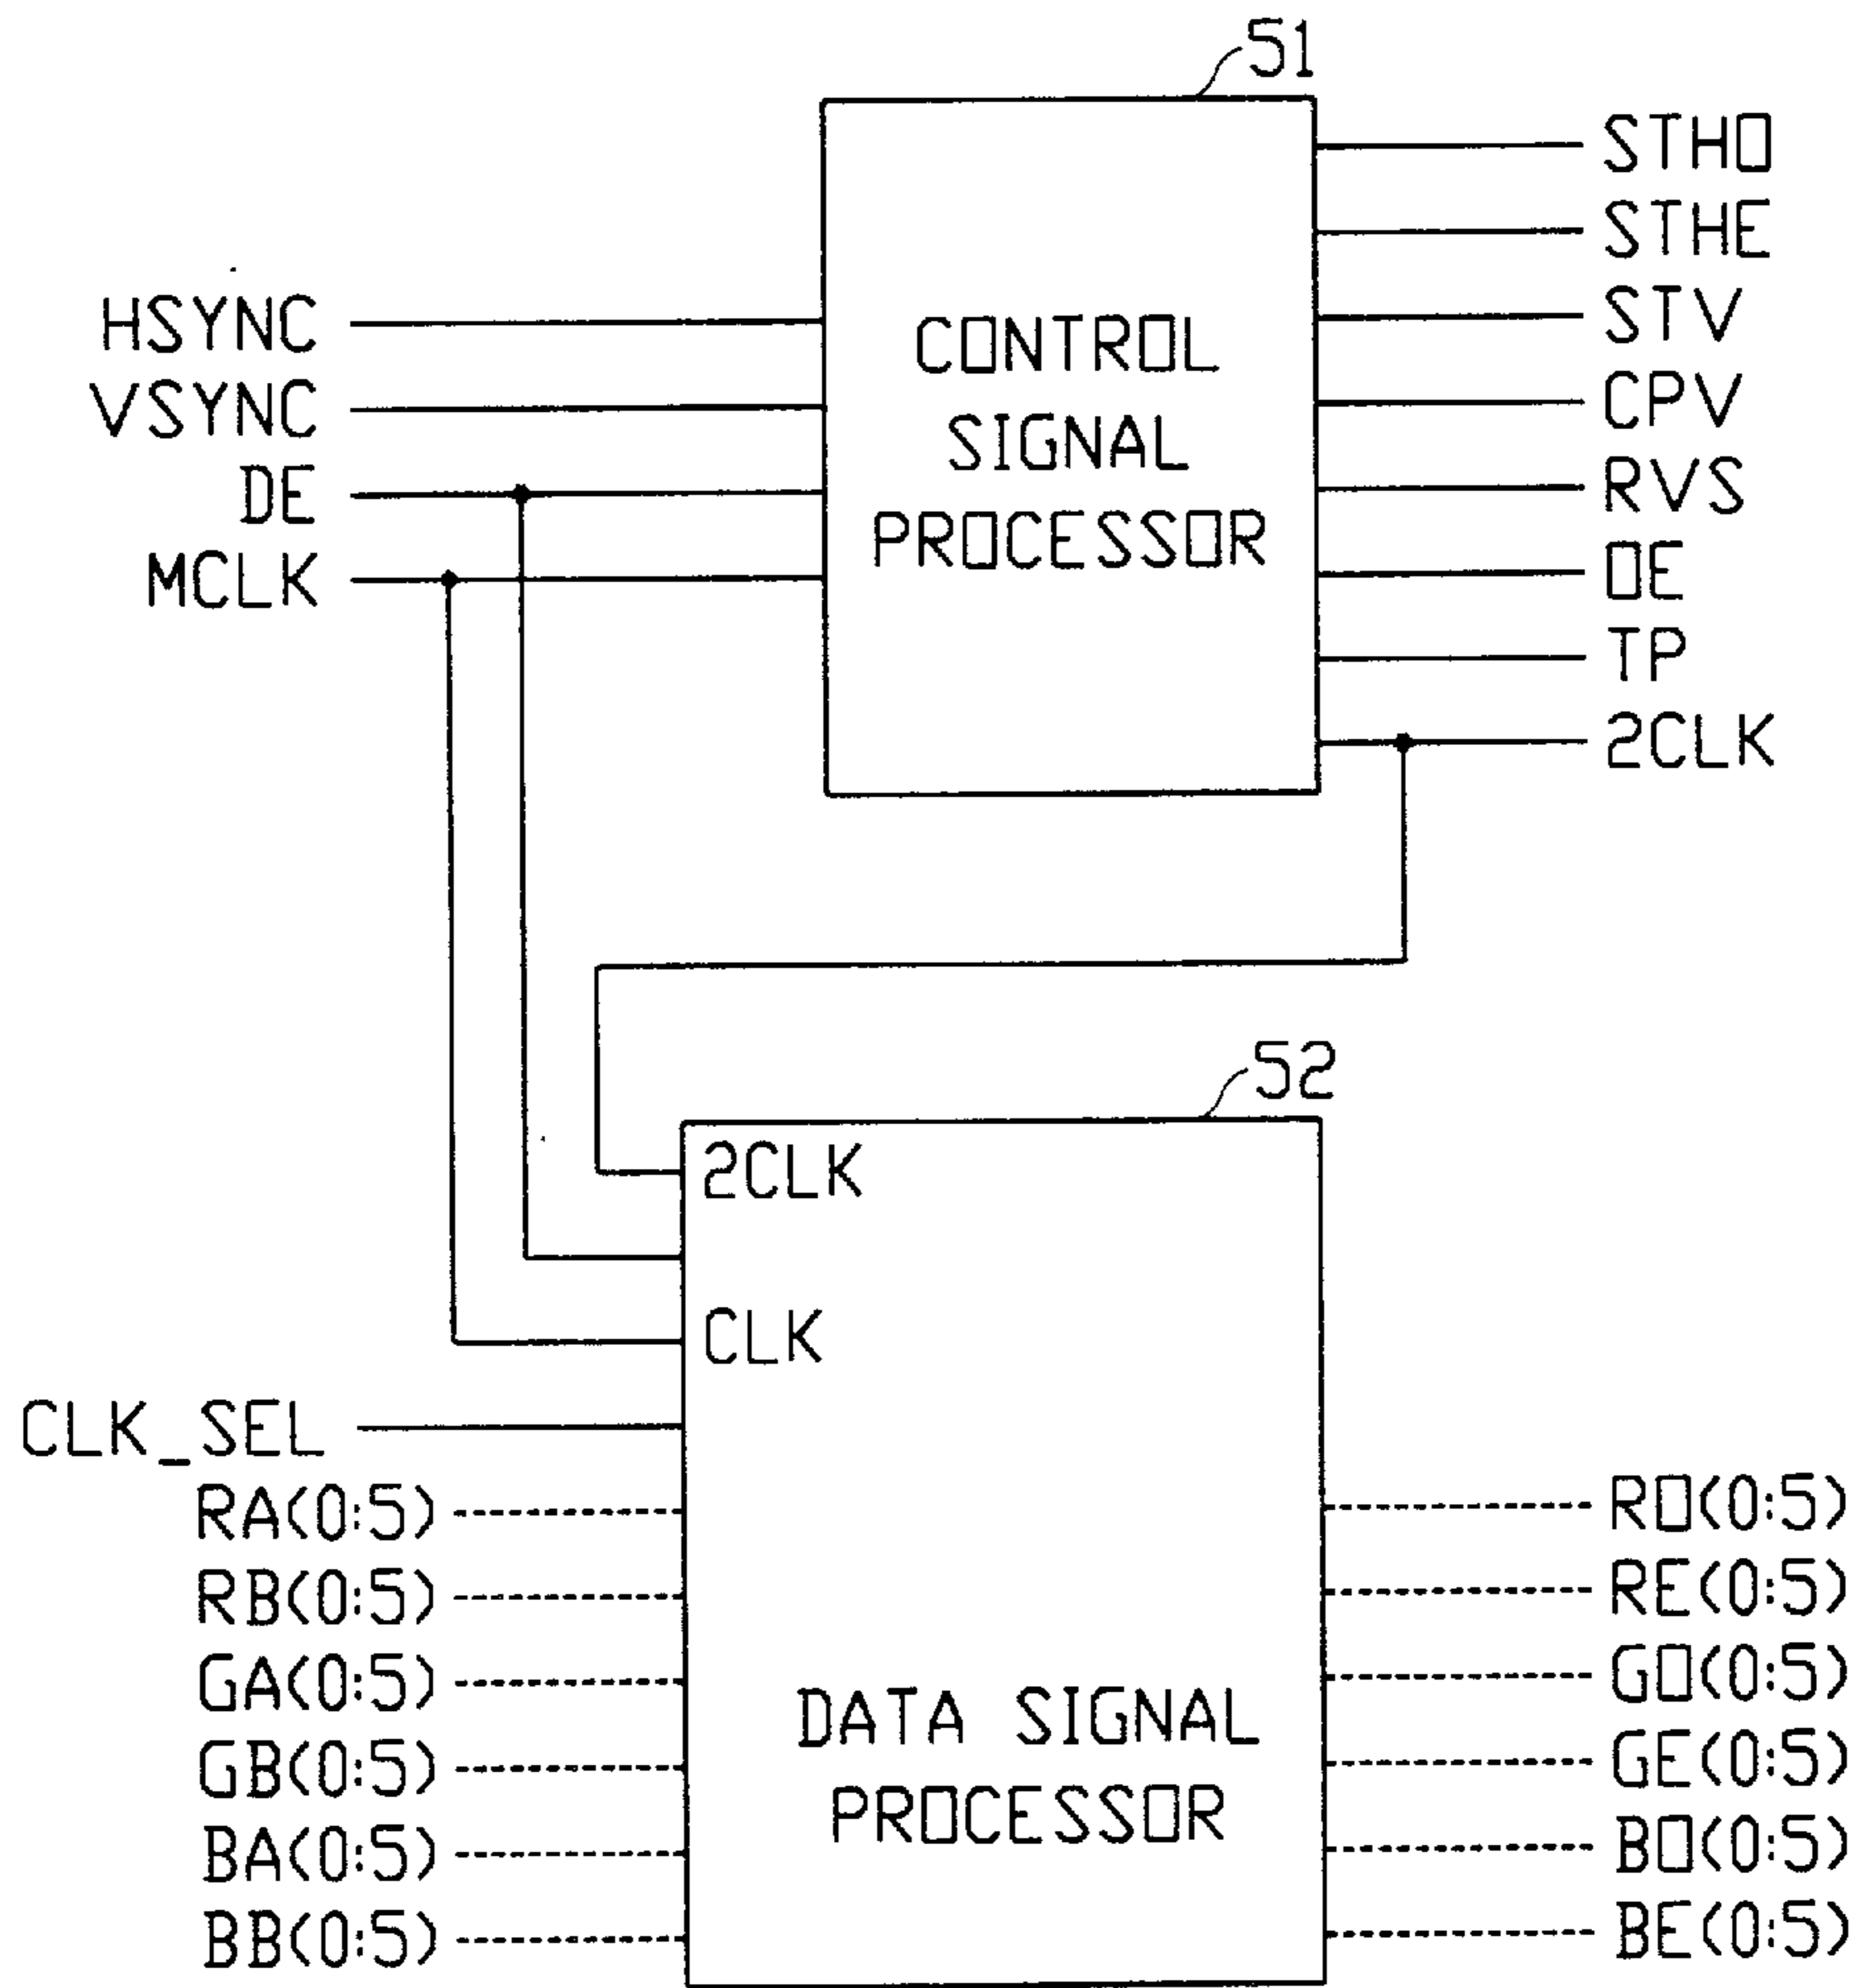 51
STHO
STHE
HSYNC
STV
VSYNC
CONTROL
SIGNAL
PROCESSOR
CPV
DE
RVS
MCLK
OE
TP
2CLK
52
2CLK
CLK
CLK_SEL
RA(0:5)
RO(0:5)
RB(0:5)
RE(0:5)
GA(0:5)
GO(0:5)
DATA SIGNAL
PROCESSOR
GB(0:5)
GE(0:5)
BA(0:5)
BO(0:5)
BB(0:5)
BE(0:5)